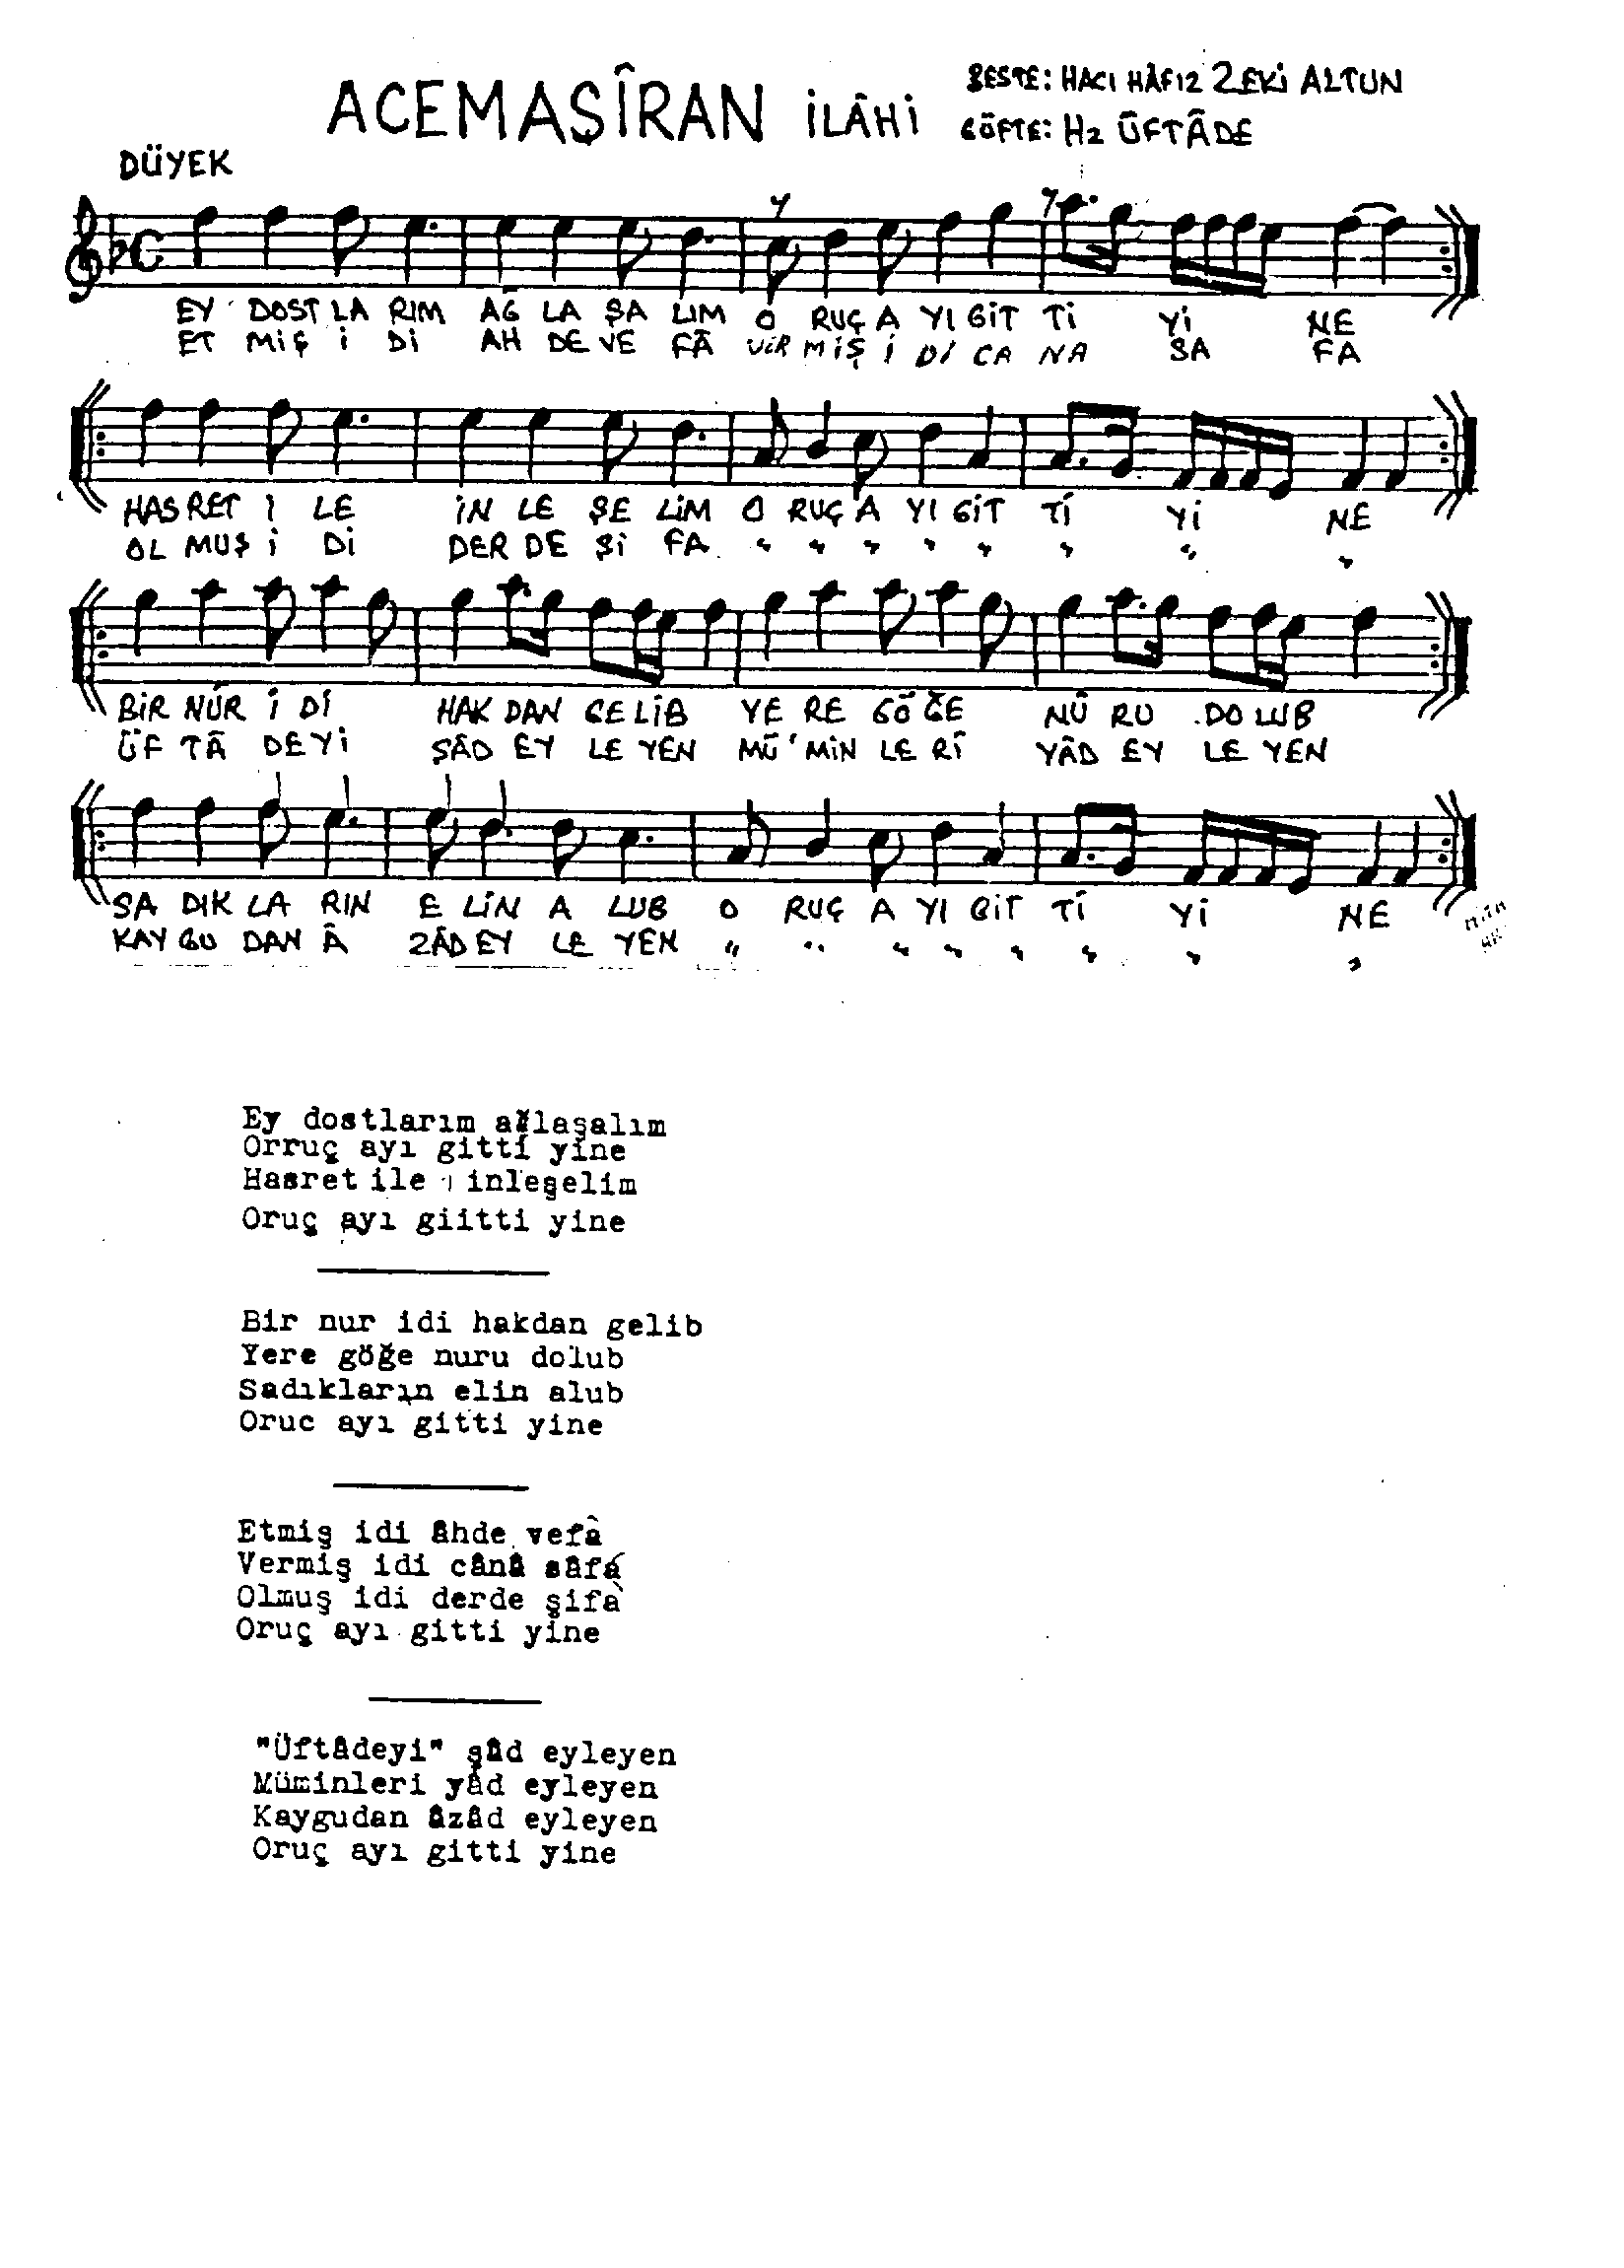 ACEMAŞÎRAN İLÂHİ
BESTE: HACI HÂFIZ ZEKİ ALTUN
GÜFTE: Hz ÜFTÂDE
DÜYEK
EY DOST LA RIM AĞ LA ŞA LIM O RUÇ A YI GİT Tİ Yİ NE
ET MİŞ İ Dİ AH DE VE FÂ VİR MİŞ İ Dİ CA NA SA FA
HAS RET İ LE İN LE ŞE LİM O RUÇ A YI GİT Tİ Yİ NE
OL MUŞ İ Dİ DER DE Şİ FA " " " " " " " "
BİR NÛR İ Dİ HAK DAN GE LİB YE RE GÖ ĞE NÛ RU DO LUB
ÜF TÂ DE Yİ ŞÂD EY LE YEN MÜ'MİN LE Rİ YÂD EY LE YEN
SA DIK LA RIN E LİN A LUB O RUÇ A YI GİT Tİ Yİ NE
KAY GU DAN Â ZÂD EY LE YEN " " " " " " " "
Ey dostlarım ağlaşalım
Orruç ayı gitti yine
Hasret ile inleşelim
Oruç ayı giitti yine
Bir nur idi hakdan gelib
Yere göğe nuru dolub
Sadıkların elin alub
Oruc ayı gitti yine
Etmiş idi âhde vefà
Vermiş idi cânâ sâfá
Olmuş idi derde şifà
Oruç ayı gitti yine
"Üftâdeyi" şâd eyleyen
Müminleri yâd eyleyen
Kaygudan âzâd eyleyen
Oruç ayı gitti yine